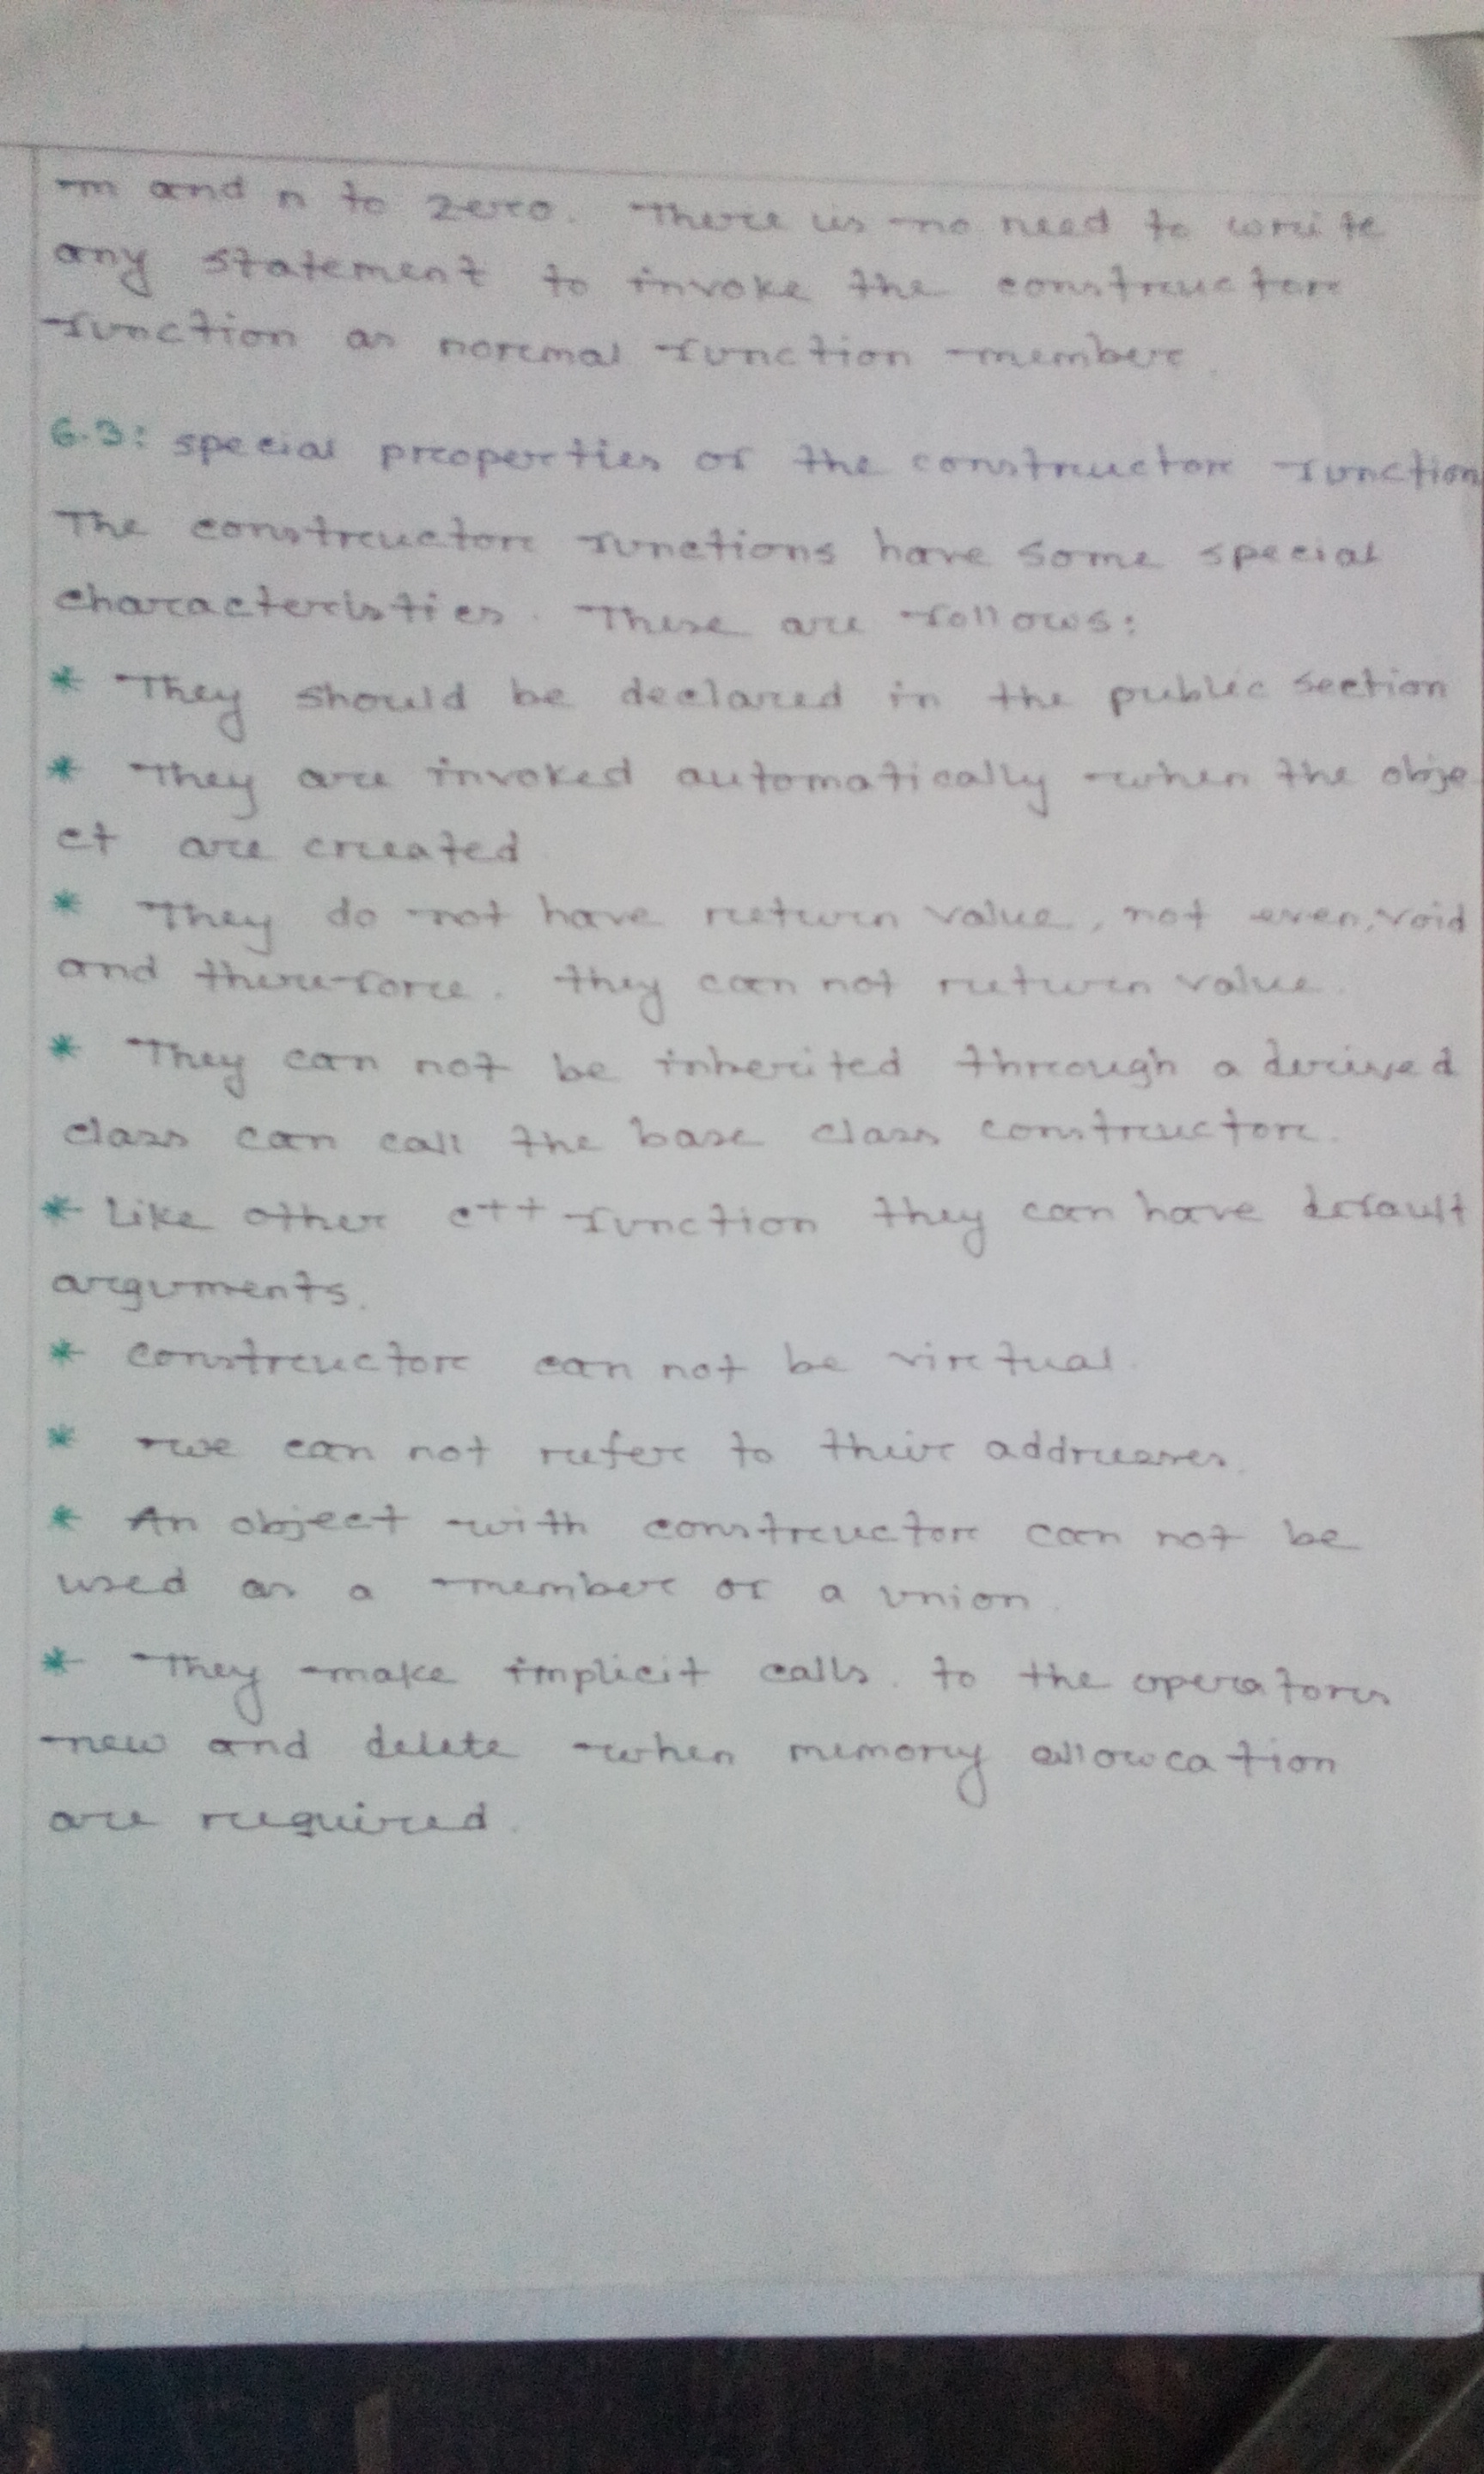 m and n to zero. There is no need to write
any statement to invoke the constructor
function as normal function member.
6.3: special properties of the constructor function
The constructor functions have some special
characteristics. These are follows:
* They should be declared in the public section
* They are invoked automatically when the obje
ct are created
* They do not have return value, not even, void
and therefore. they can not return value.
* They can not be inherited through a derived
class can call the base class constructor.
* Like other c++ function they can have default
arguments.
* constructor can not be virtual.
* we can not refer to their addresses.
* An object with constructor can not be
used as a member of a union.
* They make implicit calls. to the operators
new and delete when memory allowcation
are required.